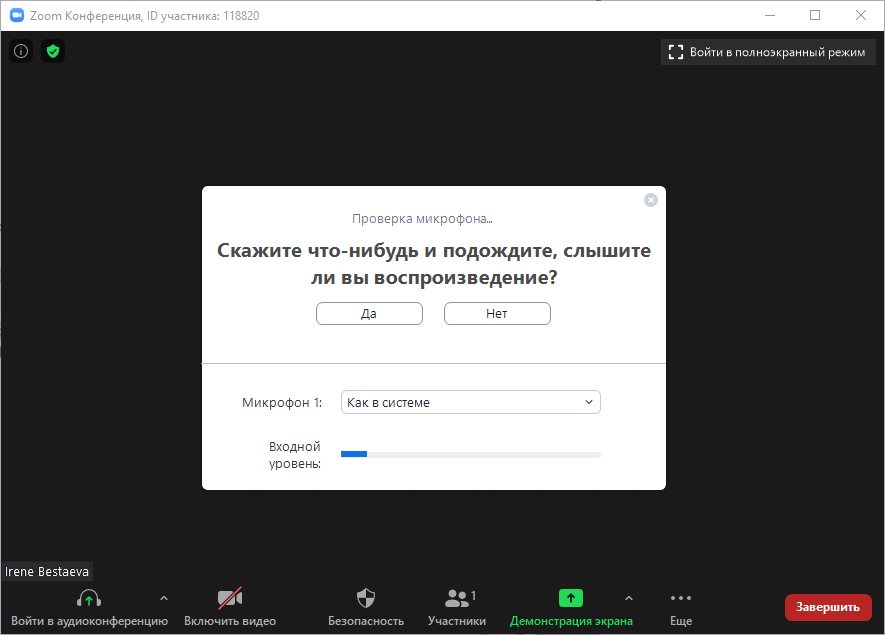 Zoom Конференция, ID участника: 118820
Войти в полноэкранный режим
Проверка микрофона...
Скажите что-нибудь и подождите, слышите
ли вы воспроизведение?
Да
Нет
Микрофон 1:
Как в системе
Входной
уровень:
Irene Bestaeva
Войти в аудиоконференцию
Включить видео
Безопасность
1
Участники
Демонстрация экрана
Еще
Завершить